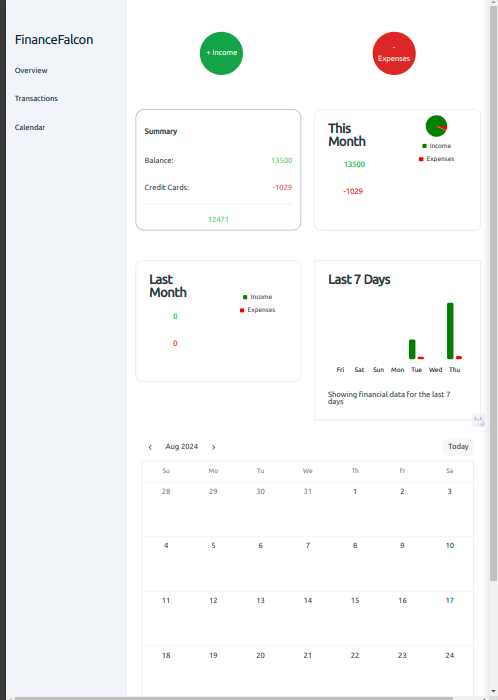 FinanceFalcon
Overview
Transactions
Calendar
+ Income
-
Expenses
Summary
Balance: 13500
Credit Cards: -1029
12471
This
Month
13500
-1029
Income
Expenses
Last
Month
0
0
Income
Expenses
Last 7 Days
Fri Sat Sun Mon Tue Wed Thu
Showing financial data for the last 7
days
Aug 2024
Today
Su Mo Tu We Th Fr Sa
28 29 30 31 1 2 3
4 5 6 7 8 9 10
11 12 13 14 15 16 17
18 19 20 21 22 23 24